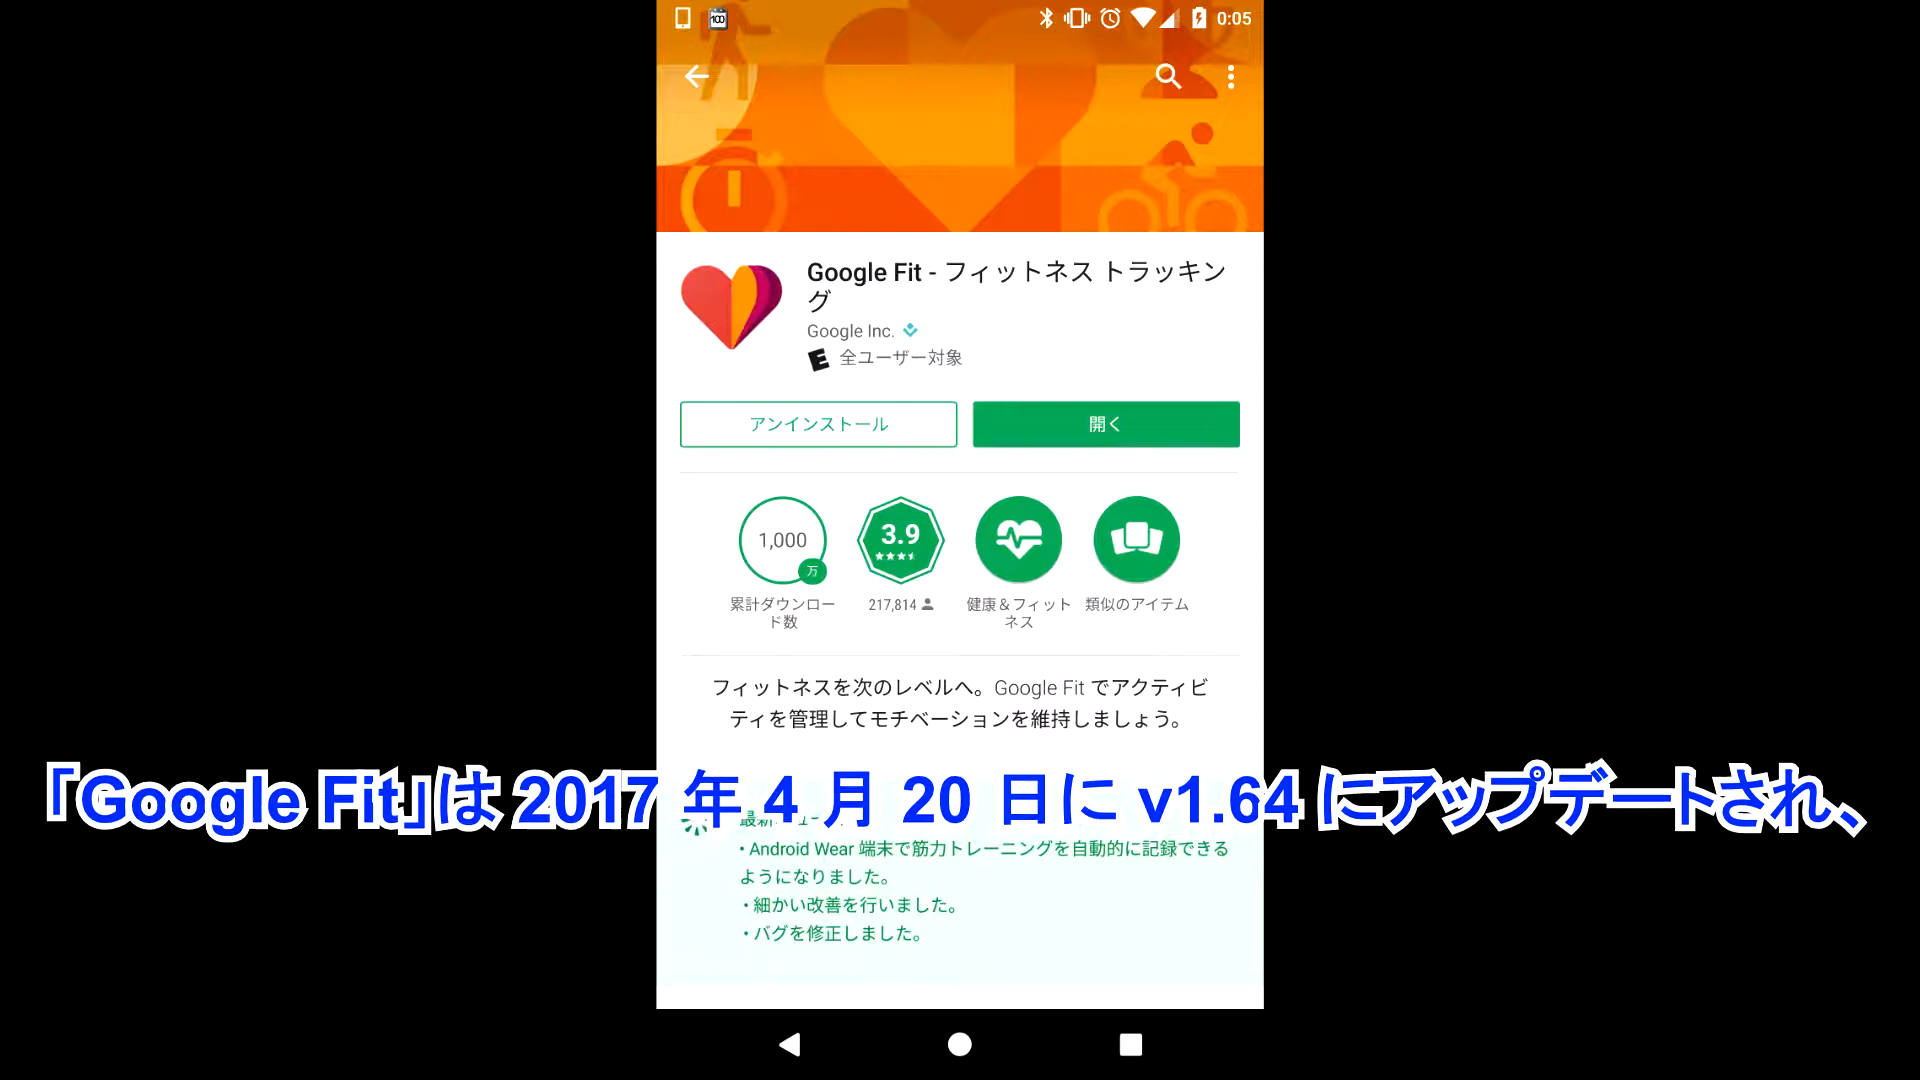 100
0:05
Google Fit - フィットネス トラッキン
グ
Google Inc.
E 全ユーザー対象
アンインストール
開く
1,000
万
3.9
累計ダウンロー
ド数
217,814
健康＆フィット
ネス
類似のアイテム
フィットネスを次のレベルへ。Google Fit でアクティビ
ティを管理してモチベーションを維持しましょう。
「Google Fit」は 2017 年 4 月 20 日に v1.64 にアップデートされ、
・Android Wear 端末で筋力トレーニングを自動的に記録できる
ようになりました。
・細かい改善を行いました。
・バグを修正しました。